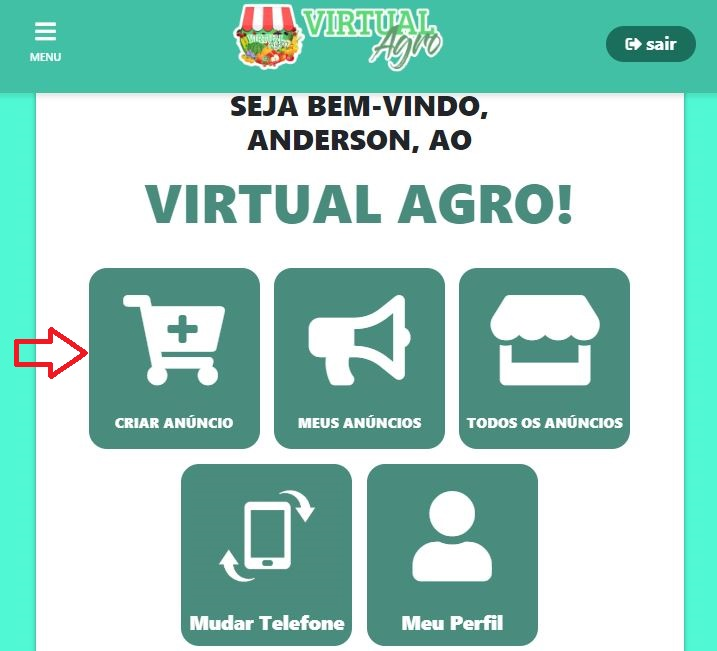 MENU
VIRTUAL
Agro
sair
SEJA BEM-VINDO,
ANDERSON, AO
VIRTUAL AGRO!
CRIAR ANÚNCIO
MEUS ANÚNCIOS
TODOS OS ANÚNCIOS
Mudar Telefone
Meu Perfil